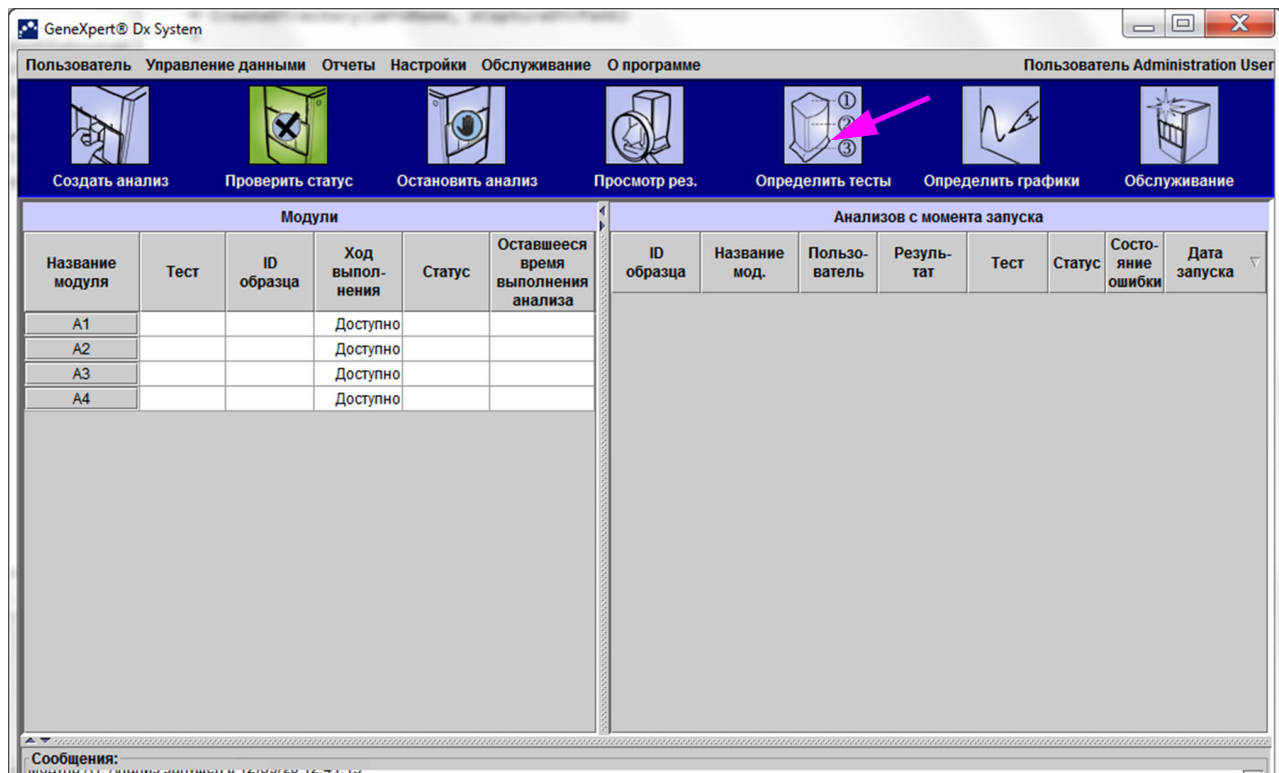 GeneXpert® Dx System
Пользователь Управление данными Отчеты Настройки Обслуживание О программе Пользователь Administration User
① ② ③
Создать анализ Проверить статус Остановить анализ Просмотр рез. Определить тесты Определить графики Обслуживание
Модули
Название
модуля
Тест
ID
образца
Ход
выпол-
нения
Статус
Оставшееся
время
выполнения
анализа
A1 Доступно
A2 Доступно
A3 Доступно
A4 Доступно
Анализов с момента запуска
ID
образца
Название
мод.
Пользо-
ватель
Резуль-
тат
Тест
Статус
Состо-
яние
ошибки
Дата
запуска
Сообщения: